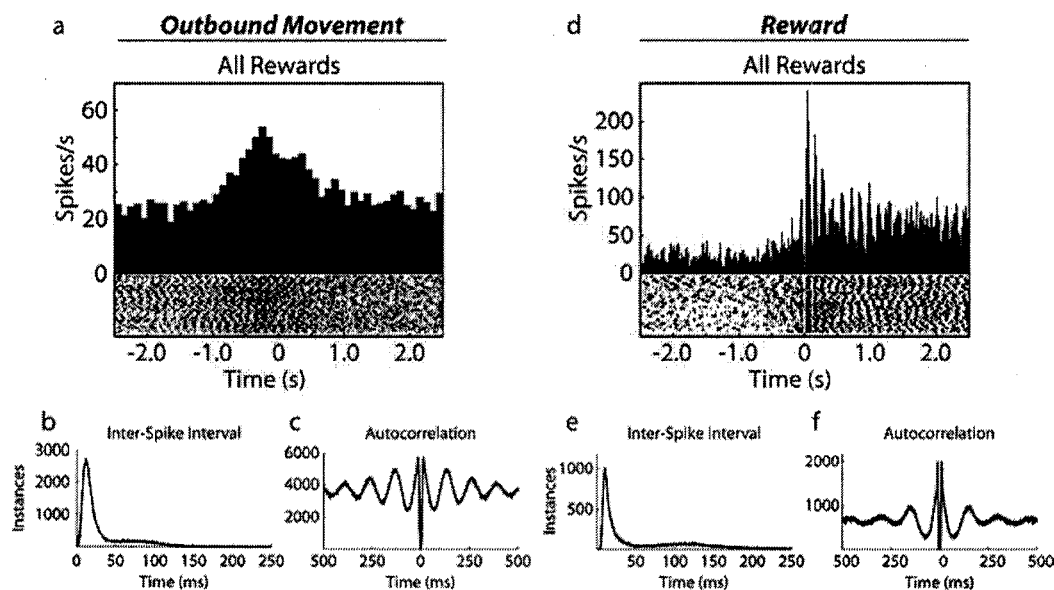 a
Outbound Movement
All Rewards
Spikes/s
60
40
20
0
-2.0 -1.0 0 1.0 2.0
Time (s)
d
Reward
All Rewards
Spikes/s
200
150
100
50
0
-2.0 -1.0 0 1.0 2.0
Time (s)
b
Inter-Spike Interval
Instances
3000
2000
1000
0 50 100 150 200 250
Time (ms)
c
Autocorrelation
6000
4000
2000
500 250 0 250 500
Time (ms)
e
Inter-Spike Interval
Instances
1000
500
0 50 100 150 200 250
Time (ms)
f
Autocorrelation
2000
1000
500 250 0 250 500
Time (ms)